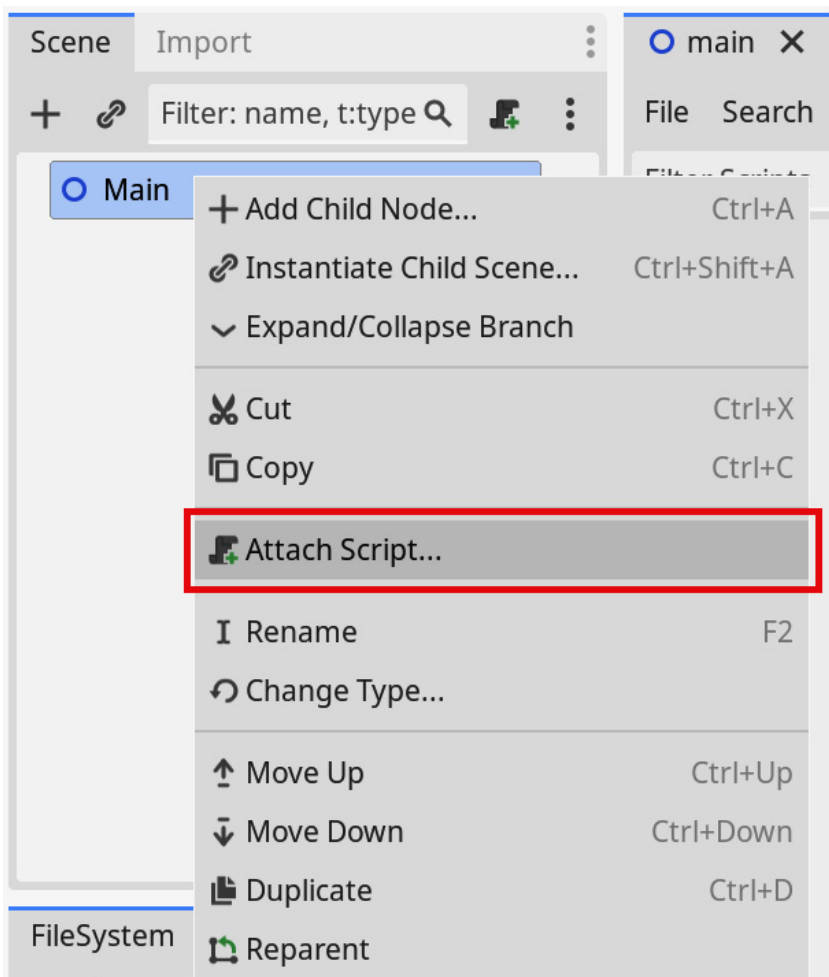 Scene Import
main
Filter: name, t:type
File Search
Filter Scripts
Main
Add Child Node... Ctrl+A
Instantiate Child Scene... Ctrl+Shift+A
Expand/Collapse Branch
Cut Ctrl+X
Copy Ctrl+C
Attach Script...
Rename F2
Change Type...
Move Up Ctrl+Up
Move Down Ctrl+Down
Duplicate Ctrl+D
FileSystem
Reparent